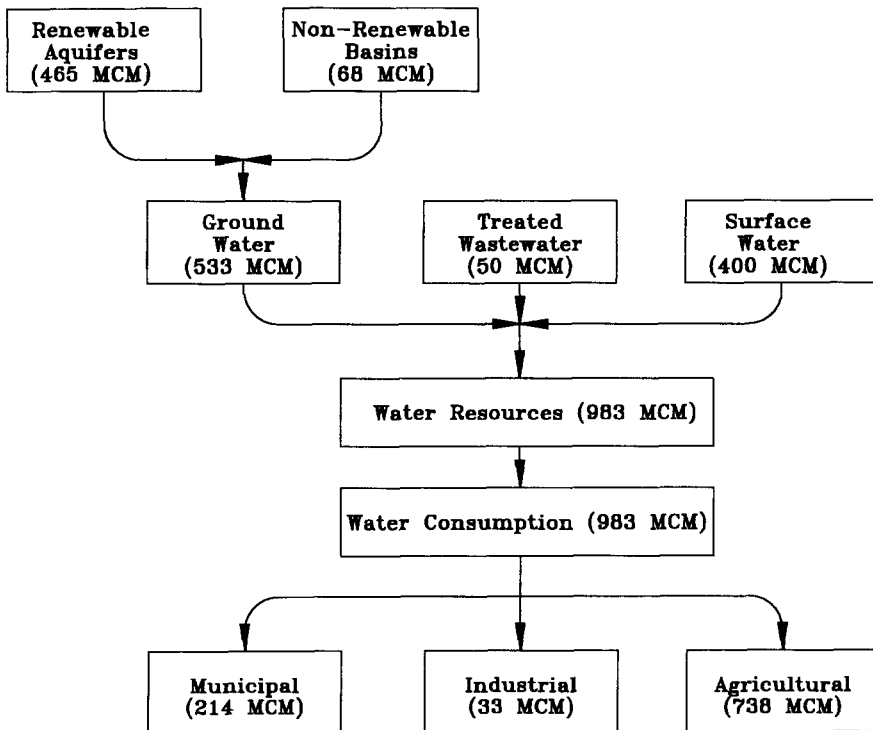 Renewable
Aquifers
(465 MCM)
Non-Renewable
Basins
(68 MCM)
Ground
Water
(533 MCM)
Treated
Wastewater
(50 MCM)
Surface
Water
(400 MCM)
Water Resources (983 MCM)
Water Consumption (983 MCM)
Municipal
(214 MCM)
Industrial
(33 MCM)
Agricultural
(738 MCM)